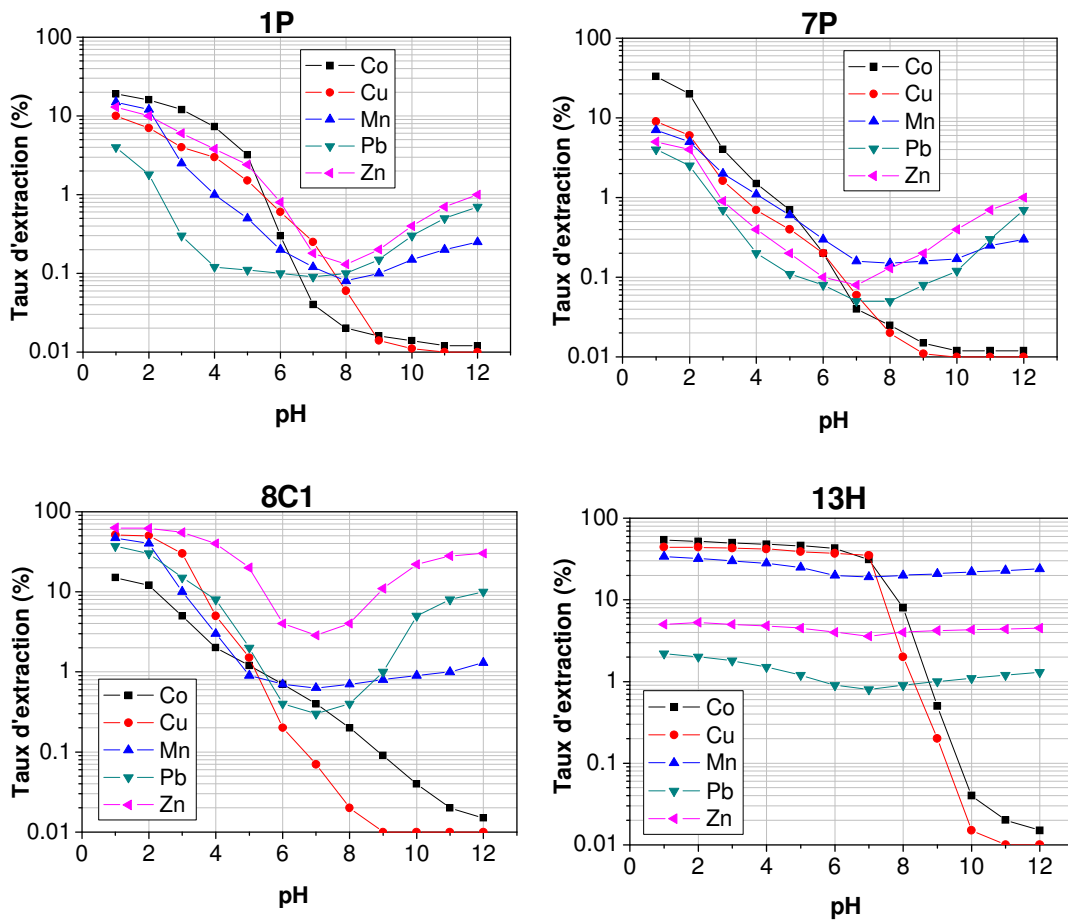 1P
100
10
1
0.1
0.01
Taux d'extraction (%)
Co
Cu
Mn
Pb
Zn
0 2 4 6 8 10 12
pH
7P
100
10
1
0.1
0.01
Taux d'extraction (%)
Co
Cu
Mn
Pb
Zn
0 2 4 6 8 10 12
pH
8C1
100
10
1
0.1
0.01
Taux d'extraction (%)
Co
Cu
Mn
Pb
Zn
0 2 4 6 8 10 12
pH
13H
100
10
1
0.1
0.01
Taux d'extraction (%)
Co
Cu
Mn
Pb
Zn
0 2 4 6 8 10 12
pH